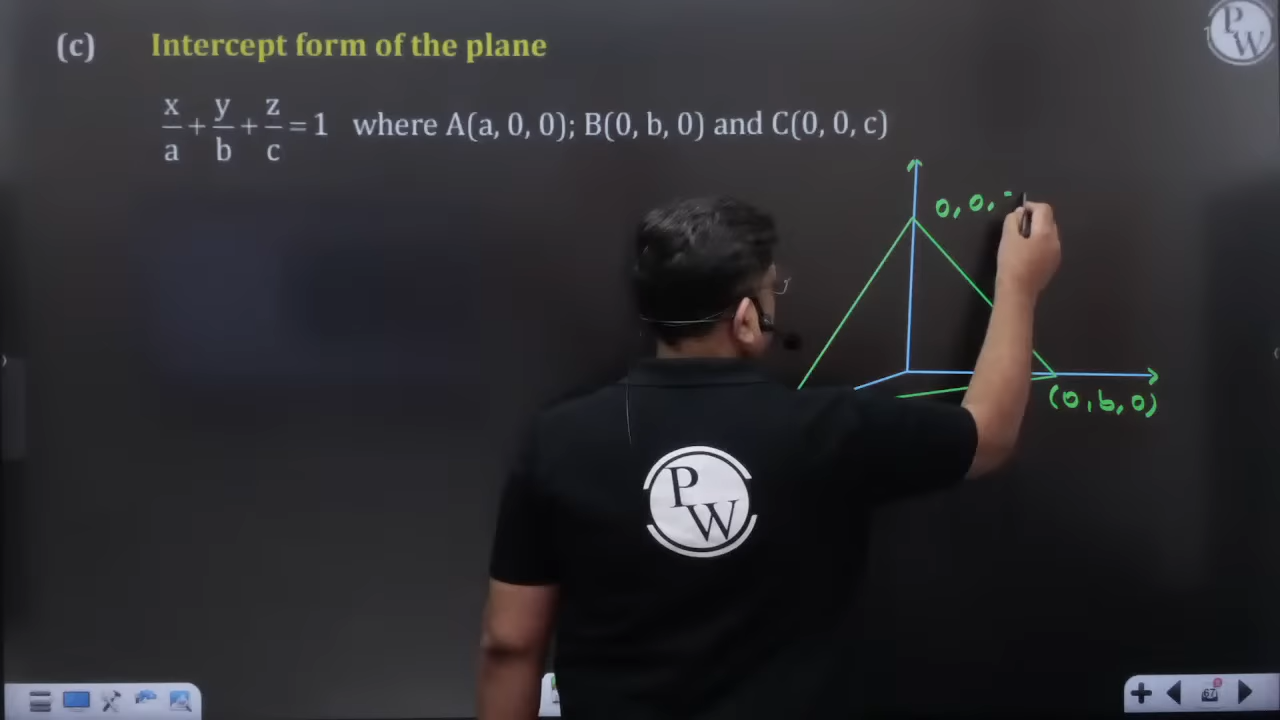 (c) Intercept form of the plane
x/a + y/b + z/c = 1 where A(a, 0, 0); B(0, b, 0) and C(0, 0, c)
0, 0,
(0, b, 0)
PW
PW
67